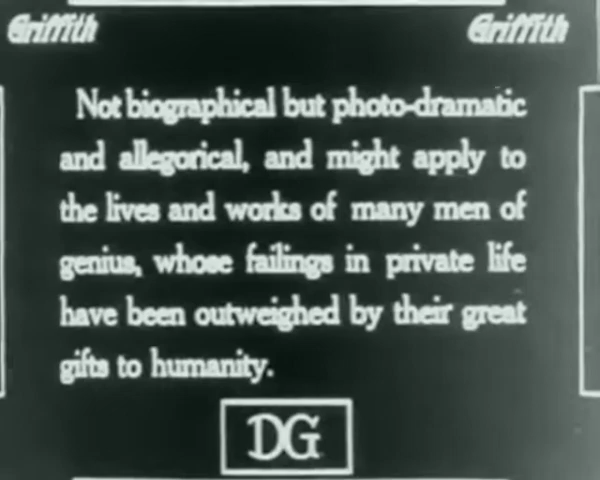 Griffith Griffith
Not biographical but photo-dramatic
and allegorical, and might apply to
the lives and works of many men of
genius, whose failings in private life
have been outweighed by their great
gifts to humanity.
DG